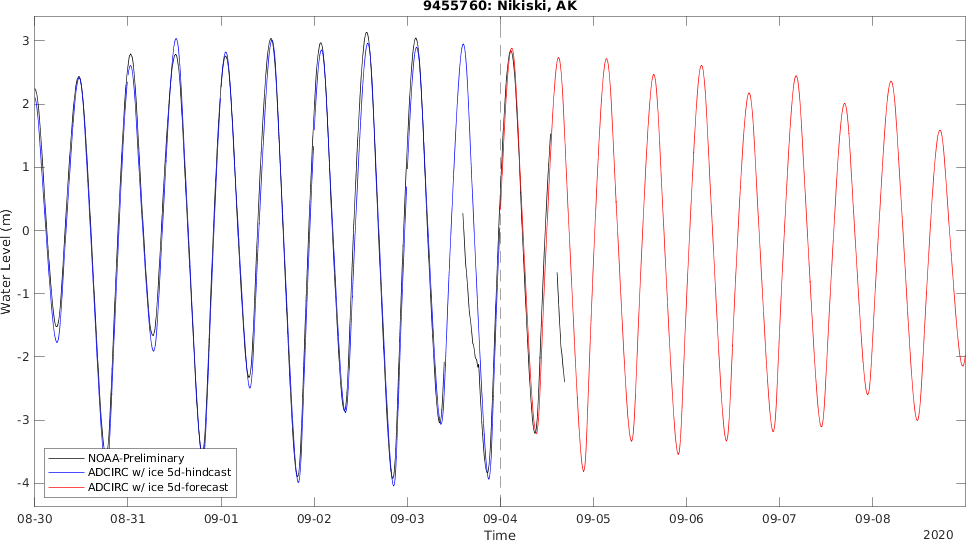 9455760: Nikiski, AK
3
2
1
0
-1
-2
-3
-4
Water Level (m)
NOAA-Preliminary
ADCIRC w/ ice 5d-hindcast
ADCIRC w/ ice 5d-forecast
08-30 08-31 09-01 09-02 09-03 09-04 09-05 09-06 09-07 09-08
Time
2020